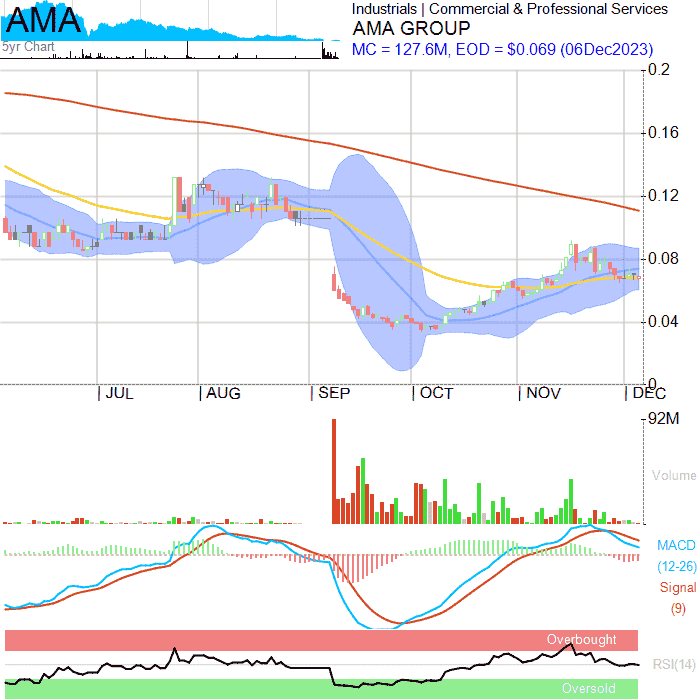 AMA
5yr Chart
Industrials | Commercial & Professional Services
AMA GROUP
MC = 127.6M, EOD = $0.069 (06Dec2023)
0.2
0.16
0.12
0.08
0.04
0
JUL AUG SEP OCT NOV DEC
92M
Volume
MACD
(12-26)
Signal
(9)
Overbought
RSI(14)
Oversold